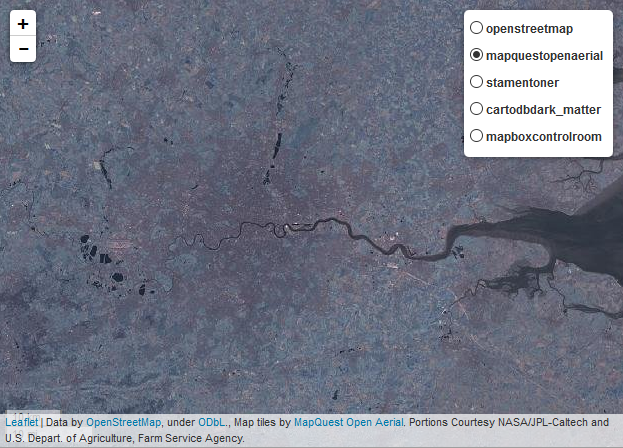 +
−
openstreetmap
mapquestopenaerial
stamentoner
cartodbdark_matter
mapboxcontrolroom
Leaflet | Data by OpenStreetMap, under ODbL., Map tiles by MapQuest Open Aerial. Portions Courtesy NASA/JPL-Caltech and
U.S. Depart. of Agriculture, Farm Service Agency.